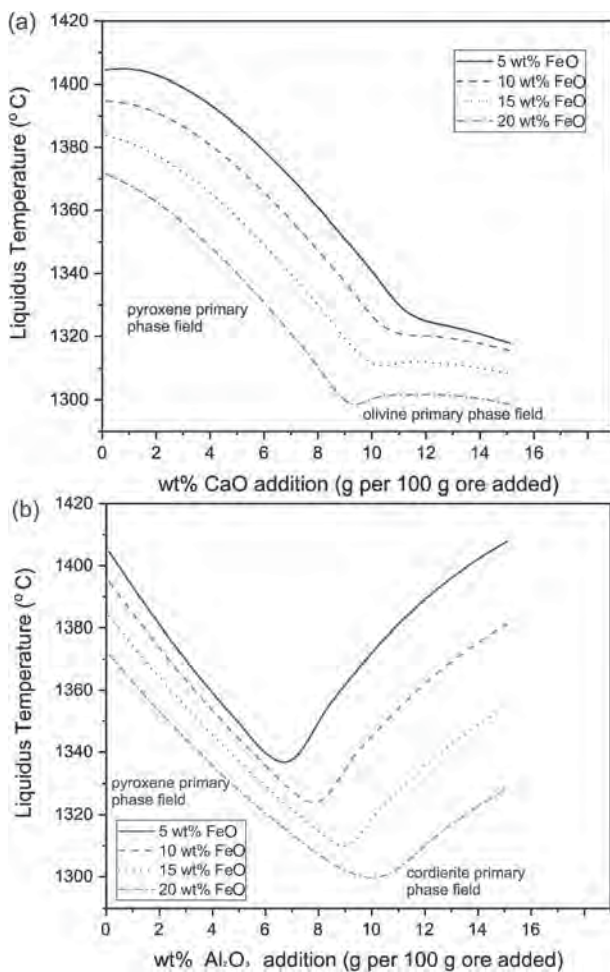 (a)
1420
1400
1380
1360
1340
1320
1300
Liquidus Temperature (°C)
5 wt% FeO
10 wt% FeO
15 wt% FeO
20 wt% FeO
pyroxene primary
phase field
olivine primary phase field
0 2 4 6 8 10 12 14 16
wt% CaO addition (g per 100 g ore added)
(b)
1420
1400
1380
1360
1340
1320
1300
Liquidus Temperature (°C)
pyroxene primary
phase field
5 wt% FeO
10 wt% FeO
15 wt% FeO
20 wt% FeO
cordierite primary
phase field
0 2 4 6 8 10 12 14 16
wt% Al₂O₃ addition (g per 100 g ore added)